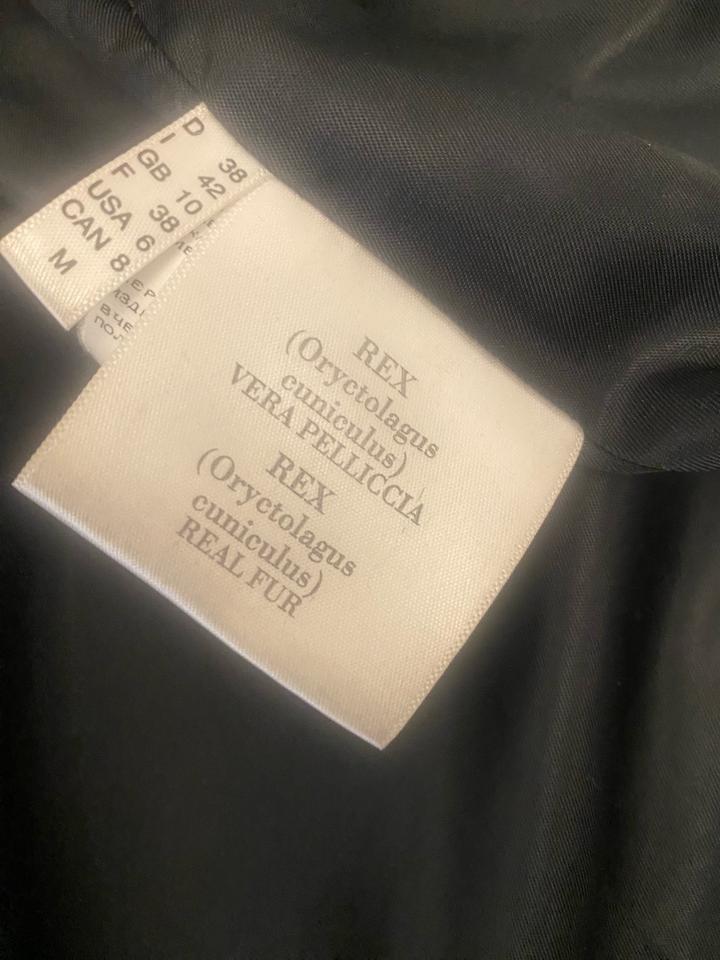 D 38
I 42
GB 10
F 38
USA 6
CAN 8
M
REX
(Oryctolagus
cuniculus)
VERA PELLICCIA
REX
(Oryctolagus
cuniculus)
REAL FUR